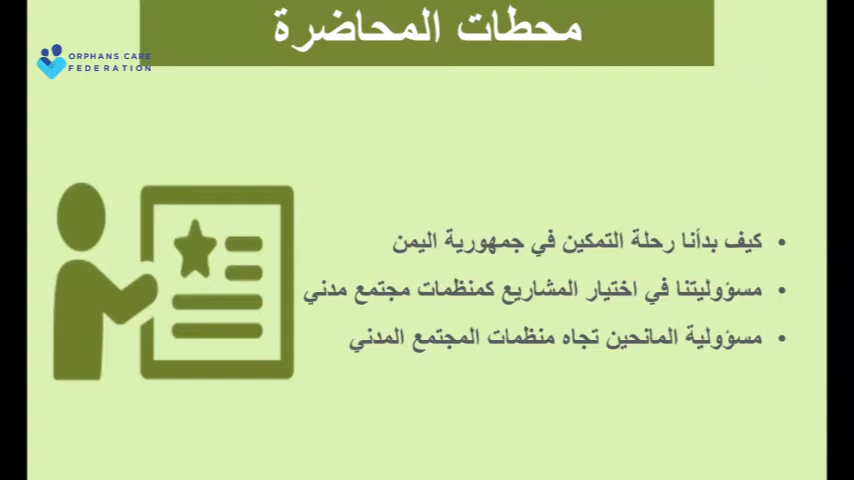 محطات المحاضرة
ORPHANS CARE
FEDERATION
• كيف بدأنا رحلة التمكين في جمهورية اليمن
• مسؤوليتنا في اختيار المشاريع كمنظمات مجتمع مدني
• مسؤولية المانحين تجاه منظمات المجتمع المدني